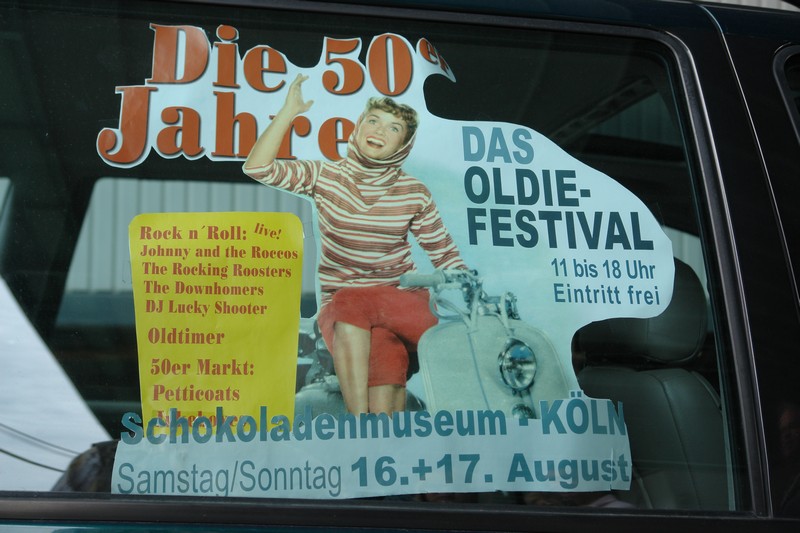 Die 50er
Jahre
DAS
OLDIE-
FESTIVAL
11 bis 18 Uhr
Eintritt frei
Rock n´Roll: live!
Johnny and the Roccos
The Rocking Roosters
The Downhomers
DJ Lucky Shooter
Oldtimer
50er Markt:
Petticoats
Schokoladenmuseum - KÖLN
Samstag/Sonntag 16.+17. August